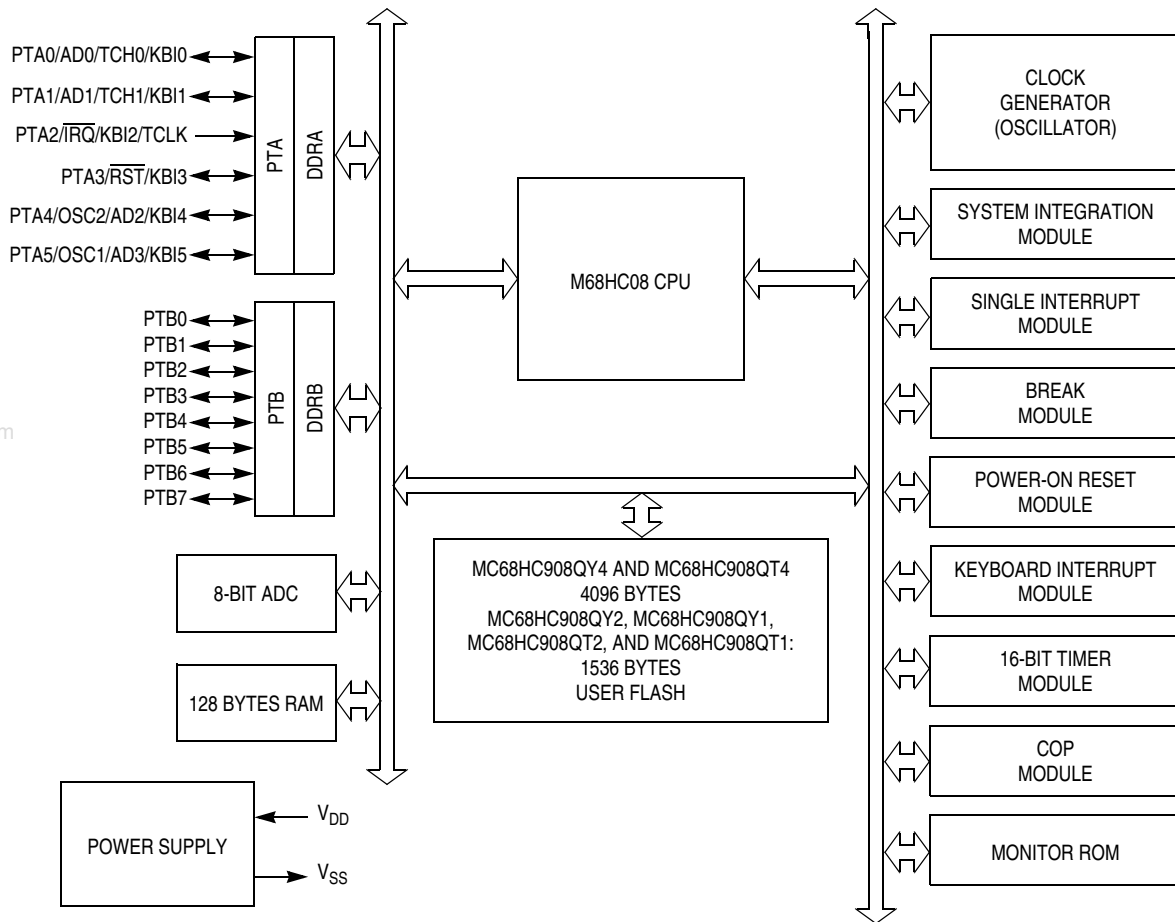 PTA0/AD0/TCH0/KBI0
PTA1/AD1/TCH1/KBI1
PTA2/IRQ/KBI2/TCLK
PTA3/RST/KBI3
PTA4/OSC2/AD2/KBI4
PTA5/OSC1/AD3/KBI5
PTA
DDRA
PTB0
PTB1
PTB2
PTB3
PTB4
PTB5
PTB6
PTB7
PTB
DDRB
m
8-BIT ADC
128 BYTES RAM
POWER SUPPLY
VDD
VSS
M68HC08 CPU
MC68HC908QY4 AND MC68HC908QT4
4096 BYTES
MC68HC908QY2, MC68HC908QY1,
MC68HC908QT2, AND MC68HC908QT1:
1536 BYTES
USER FLASH
CLOCK
GENERATOR
(OSCILLATOR)
SYSTEM INTEGRATION
MODULE
SINGLE INTERRUPT
MODULE
BREAK
MODULE
POWER-ON RESET
MODULE
KEYBOARD INTERRUPT
MODULE
16-BIT TIMER
MODULE
COP
MODULE
MONITOR ROM